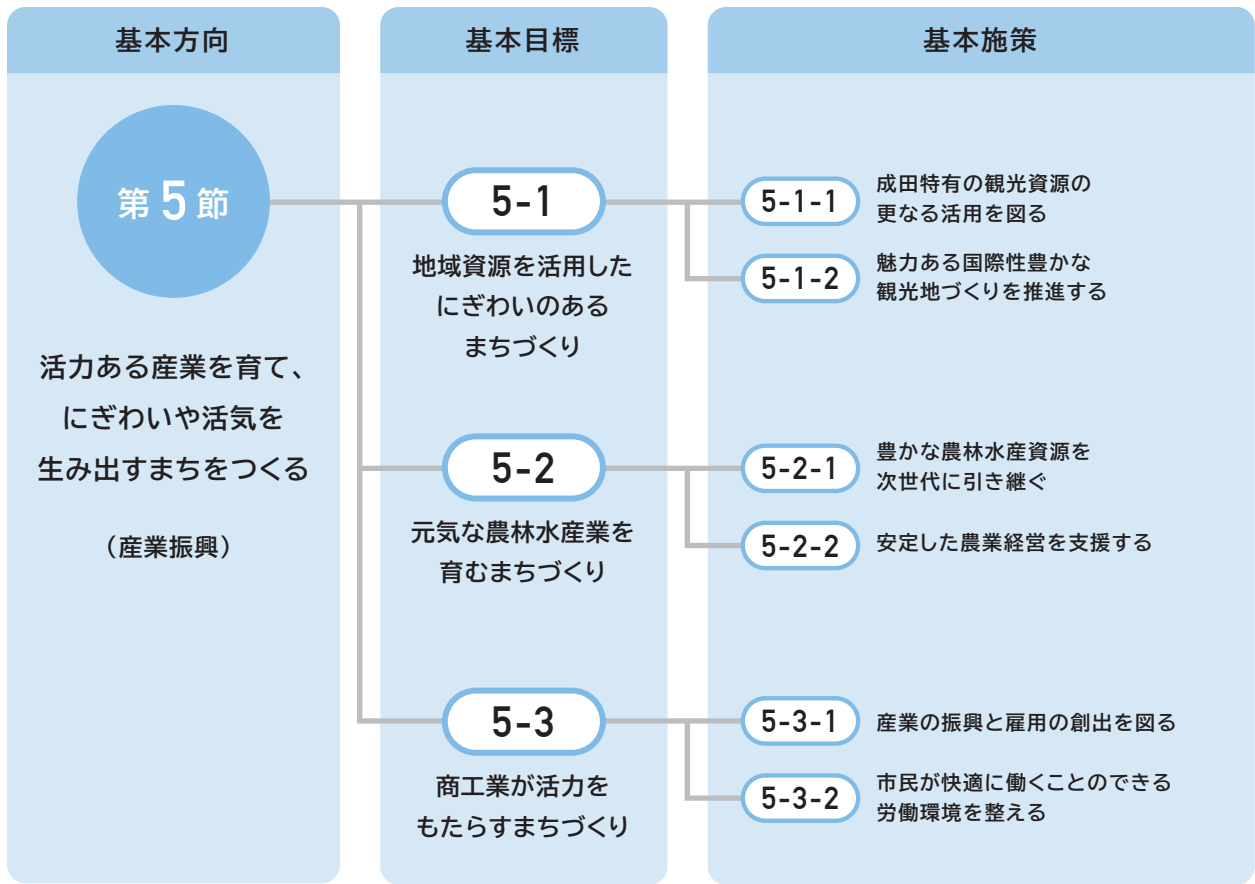 基本方向
基本目標
基本施策
第5節
活力ある産業を育て、
にぎわいや活気を
生み出すまちをつくる
（産業振興）
5-1
地域資源を活用した
にぎわいのある
まちづくり
5-1-1
成田特有の観光資源の
更なる活用を図る
5-1-2
魅力ある国際性豊かな
観光地づくりを推進する
5-2
元気な農林水産業を
育むまちづくり
5-2-1
豊かな農林水産資源を
次世代に引き継ぐ
5-2-2
安定した農業経営を支援する
5-3
商工業が活力を
もたらすまちづくり
5-3-1
産業の振興と雇用の創出を図る
5-3-2
市民が快適に働くことのできる
労働環境を整える